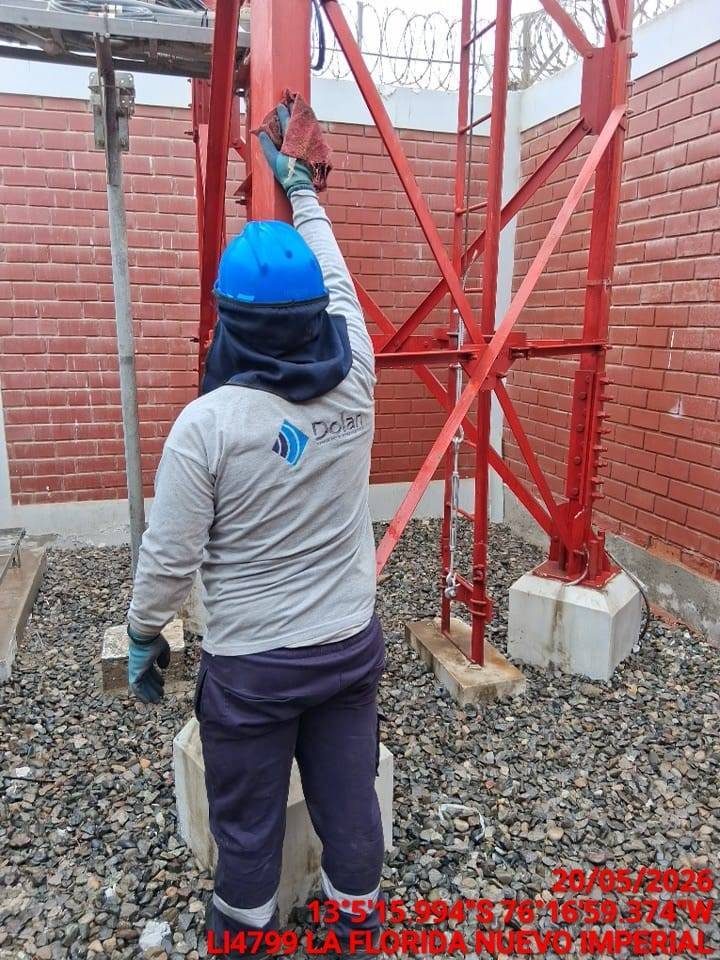 Dolan
20/05/2026
13°5'15.994"S 76°16'59.374"W
LI4799 LA FLORIDA NUEVO IMPERIAL